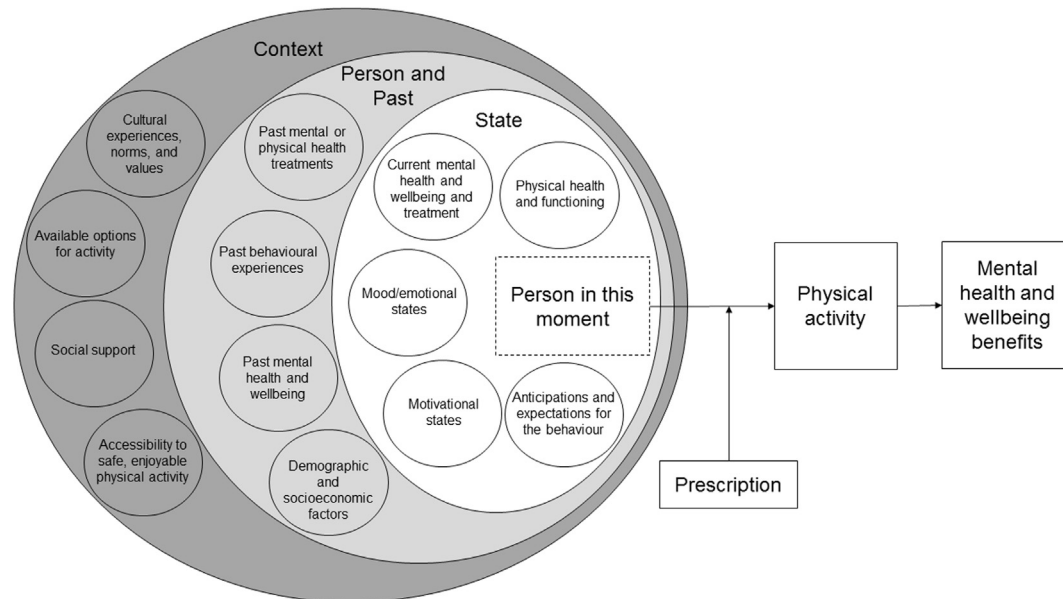 Context
Cultural
experiences,
norms, and
values
Available options
for activity
Social support
Accessibility to
safe, enjoyable
physical activity
Person and
Past
Past mental or
physical health
treatments
Past behavioural
experiences
Past mental
health and
wellbeing
Demographic
and
socioeconomic
factors
State
Current mental
health and
wellbeing and
treatment
Physical health
and functioning
Mood/emotional
states
Person in this
moment
Motivational
states
Anticipations and
expectations for
the behaviour
Prescription
Physical
activity
Mental
health and
wellbeing
benefits